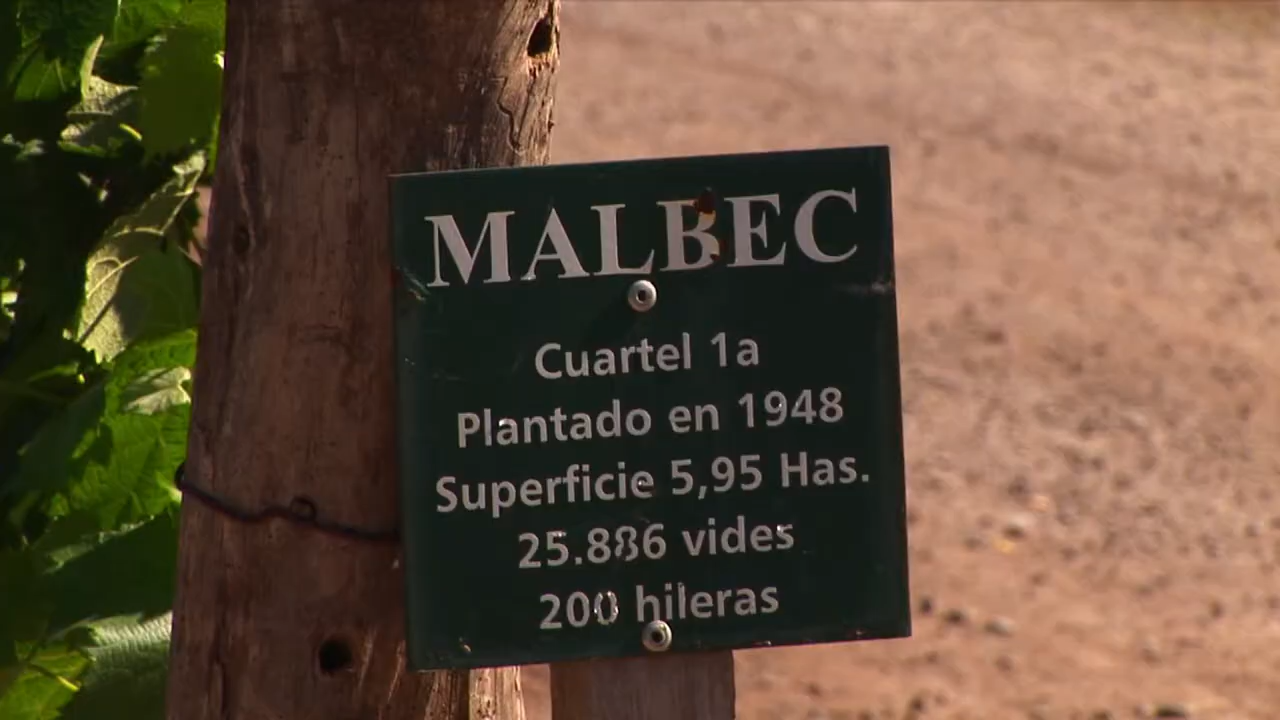 MALBEC
Cuartel 1a
Plantado en 1948
Superficie 5,95 Has.
25.886 vides
200 hileras